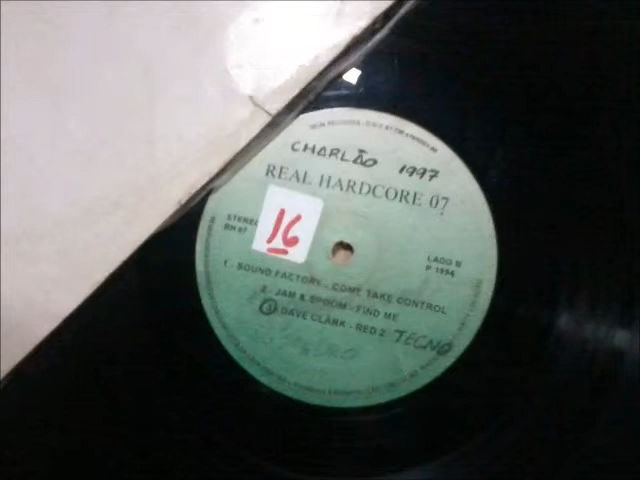 CHARLÃO 1997
REAL HARDCORE 07
16
STEREO
RH 07
LADO B
P 1994
1 - SOUND FACTORY - COME TAKE CONTROL
2 - JAM & SPOOM - FIND ME
3 - DAVE CLARK - RED 2 TECNO